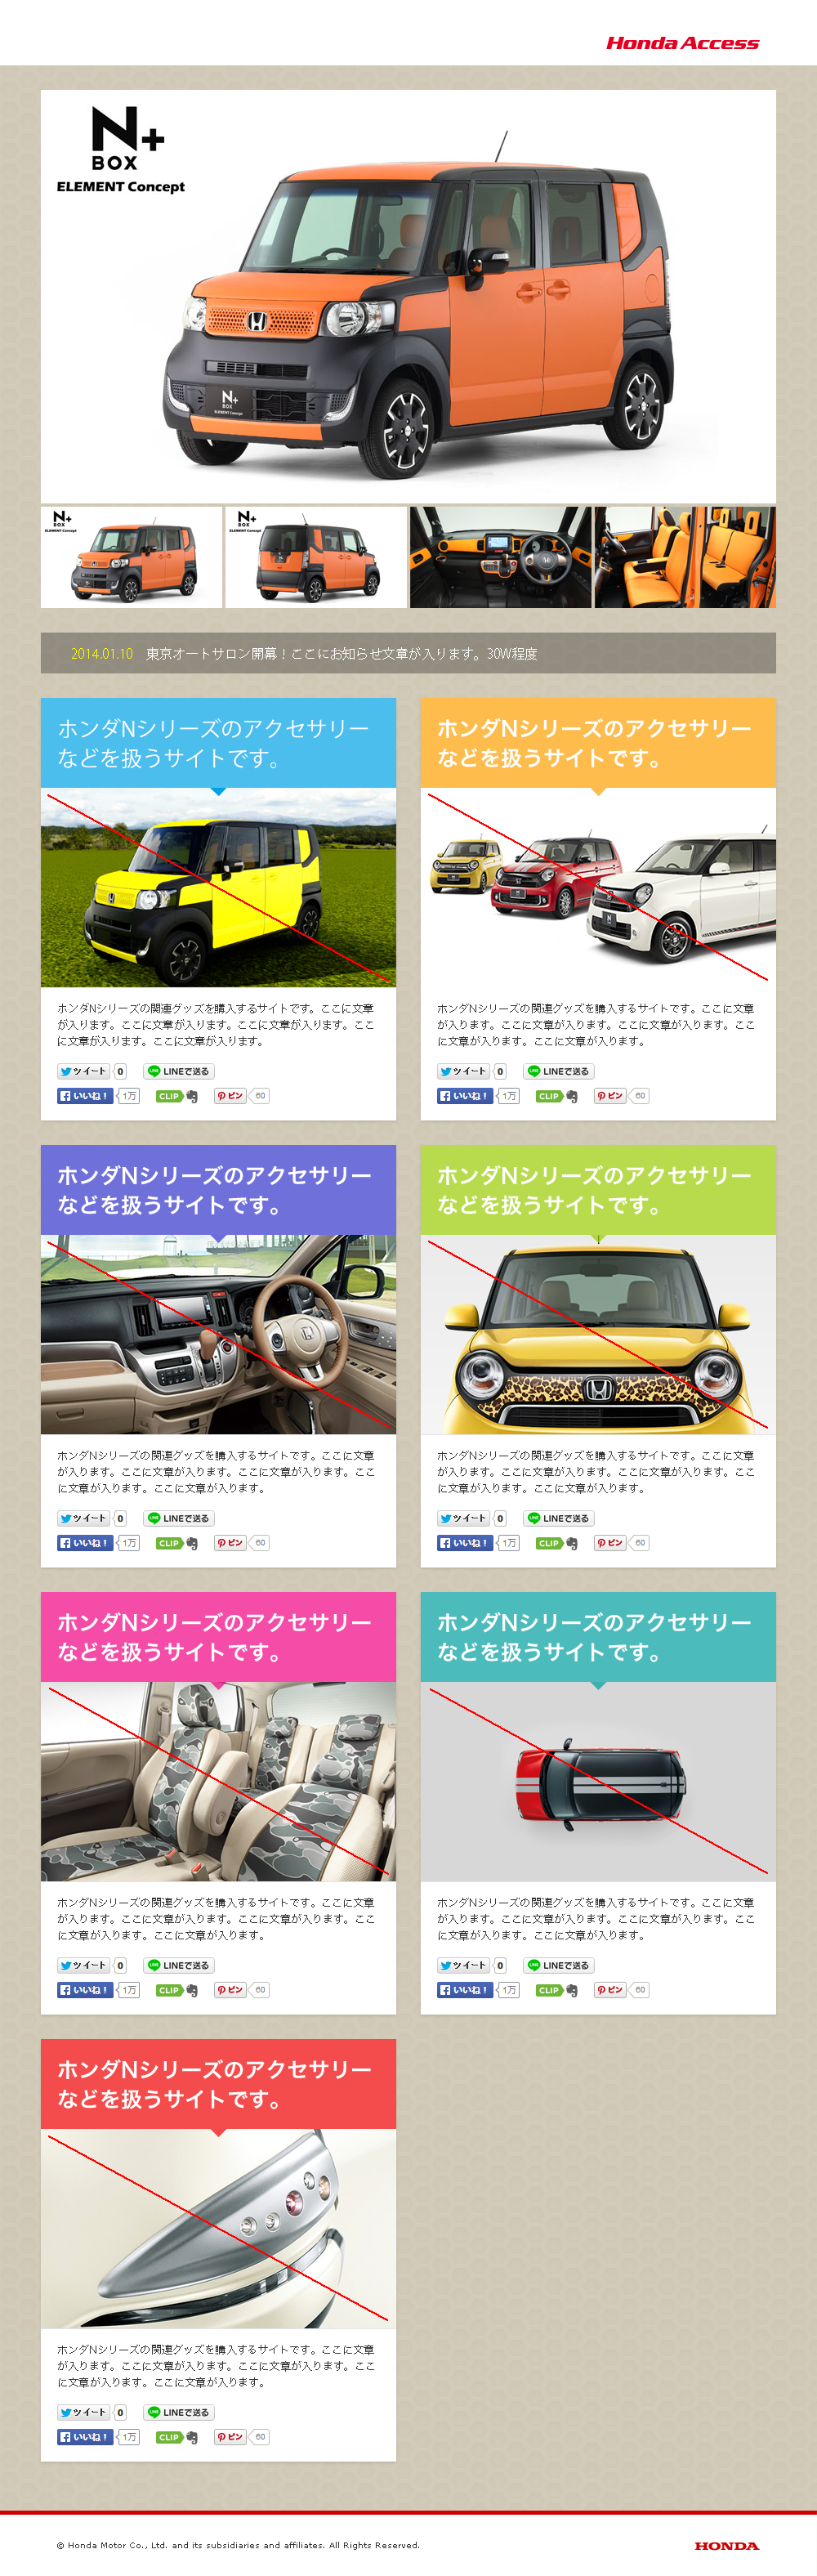 Honda Access
N+
BOX
ELEMENT Concept
N+
BOX
ELEMENT Concept
N+
BOX
ELEMENT Concept
N+
BOX
ELEMENT Concept
2014.01.10 東京オートサロン開幕！ここにお知らせ文章が入ります。30W程度
ホンダNシリーズのアクセサリー
などを扱うサイトです。
ホンダNシリーズの関連グッズを購入するサイトです。ここに文章
が入ります。ここに文章が入ります。ここに文章が入ります。ここ
に文章が入ります。ここに文章が入ります。
ツイート 0 LINEで送る
いいね！ 1万 CLIP ピン 60
ホンダNシリーズのアクセサリー
などを扱うサイトです。
ホンダNシリーズの関連グッズを購入するサイトです。ここに文章
が入ります。ここに文章が入ります。ここに文章が入ります。ここ
に文章が入ります。ここに文章が入ります。
ツイート 0 LINEで送る
いいね！ 1万 CLIP ピン 60
ホンダNシリーズのアクセサリー
などを扱うサイトです。
ホンダNシリーズの関連グッズを購入するサイトです。ここに文章
が入ります。ここに文章が入ります。ここに文章が入ります。ここ
に文章が入ります。ここに文章が入ります。
ツイート 0 LINEで送る
いいね！ 1万 CLIP ピン 60
ホンダNシリーズのアクセサリー
などを扱うサイトです。
ホンダNシリーズの関連グッズを購入するサイトです。ここに文章
が入ります。ここに文章が入ります。ここに文章が入ります。ここ
に文章が入ります。ここに文章が入ります。
ツイート 0 LINEで送る
いいね！ 1万 CLIP ピン 60
ホンダNシリーズのアクセサリー
などを扱うサイトです。
ホンダNシリーズの関連グッズを購入するサイトです。ここに文章
が入ります。ここに文章が入ります。ここに文章が入ります。ここ
に文章が入ります。ここに文章が入ります。
ツイート 0 LINEで送る
いいね！ 1万 CLIP ピン 60
ホンダNシリーズのアクセサリー
などを扱うサイトです。
ホンダNシリーズの関連グッズを購入するサイトです。ここに文章
が入ります。ここに文章が入ります。ここに文章が入ります。ここ
に文章が入ります。ここに文章が入ります。
ツイート 0 LINEで送る
いいね！ 1万 CLIP ピン 60
ホンダNシリーズのアクセサリー
などを扱うサイトです。
ホンダNシリーズの関連グッズを購入するサイトです。ここに文章
が入ります。ここに文章が入ります。ここに文章が入ります。ここ
に文章が入ります。ここに文章が入ります。
ツイート 0 LINEで送る
いいね！ 1万 CLIP ピン 60
© Honda Motor Co., Ltd. and its subsidiaries and affiliates. All Rights Reserved.
HONDA